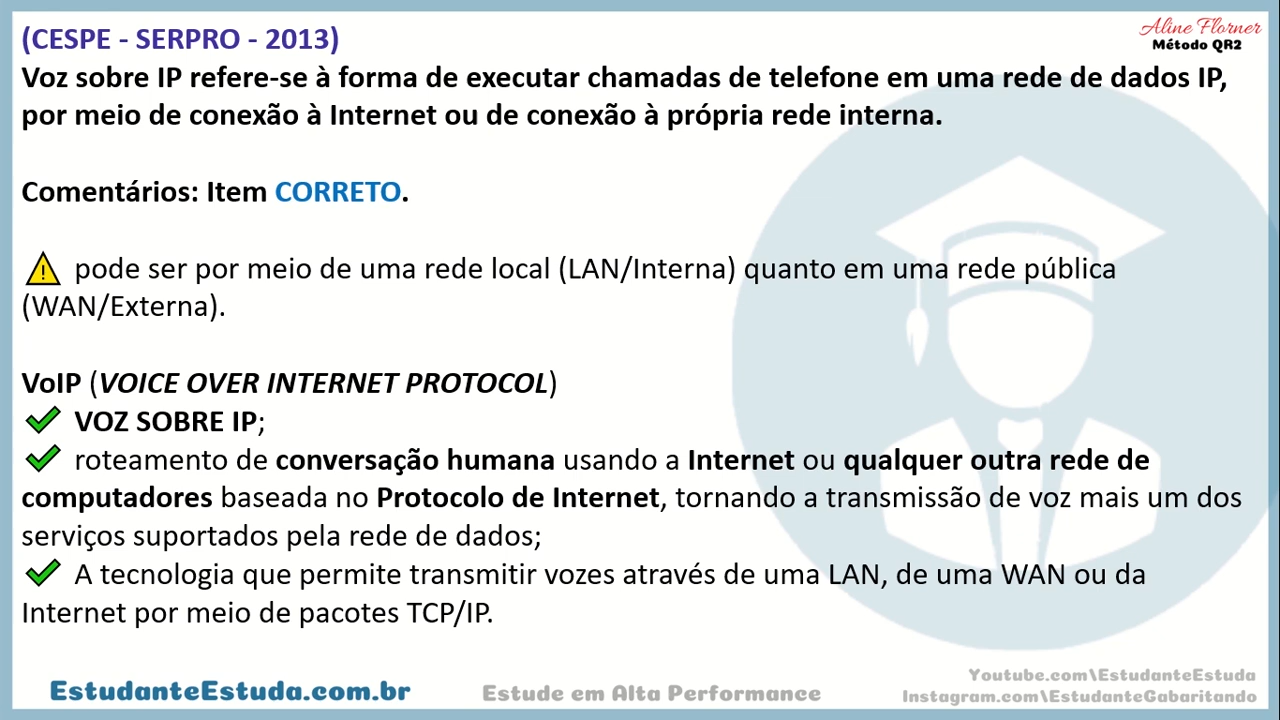 (CESPE - SERPRO - 2013)
Aline Florner
Método QR2
Voz sobre IP refere-se à forma de executar chamadas de telefone em uma rede de dados IP,
por meio de conexão à Internet ou de conexão à própria rede interna.
Comentários: Item CORRETO.
pode ser por meio de uma rede local (LAN/Interna) quanto em uma rede pública
(WAN/Externa).
VoIP (VOICE OVER INTERNET PROTOCOL)
VOZ SOBRE IP;
roteamento de conversação humana usando a Internet ou qualquer outra rede de
computadores baseada no Protocolo de Internet, tornando a transmissão de voz mais um dos
serviços suportados pela rede de dados;
A tecnologia que permite transmitir vozes através de uma LAN, de uma WAN ou da
Internet por meio de pacotes TCP/IP.
EstudanteEstuda.com.br
Estude em Alta Performance
Youtube.com\EstudanteEstuda
Instagram.com\EstudanteGabaritando